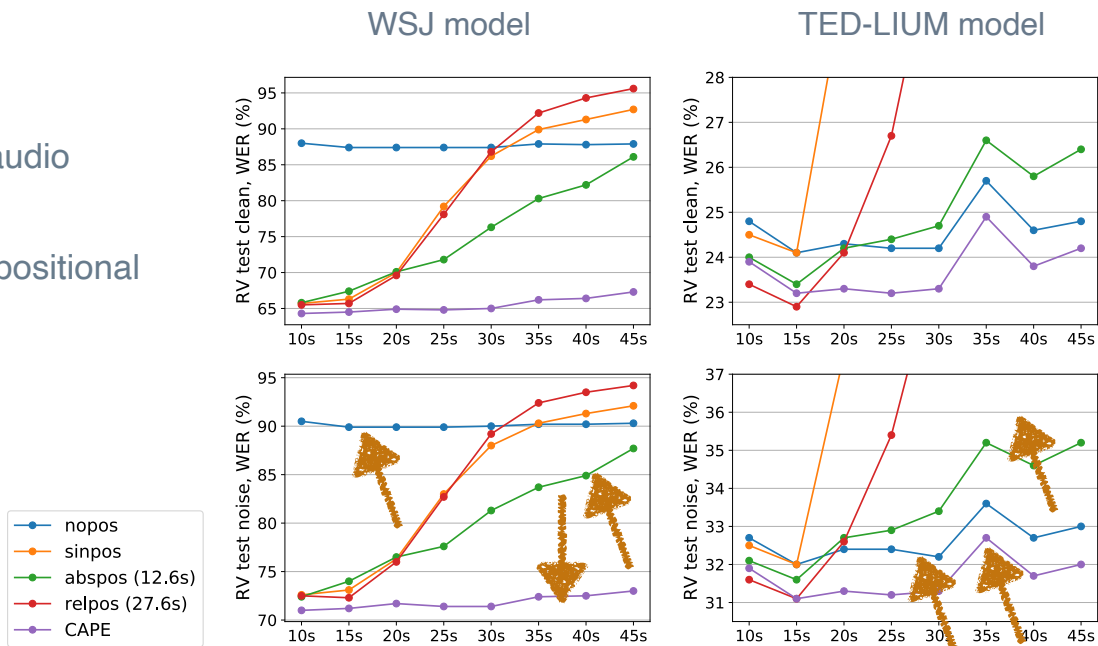 WSJ model
TED-LIUM model
audio
positional
RV test clean, WER (%)
95
90
85
80
75
70
65
10s 15s 20s 25s 30s 35s 40s 45s
RV test clean, WER (%)
28
27
26
25
24
23
10s 15s 20s 25s 30s 35s 40s 45s
RV test noise, WER (%)
95
90
85
80
75
70
10s 15s 20s 25s 30s 35s 40s 45s
RV test noise, WER (%)
37
36
35
34
33
32
31
10s 15s 20s 25s 30s 35s 40s 45s
nopos
sinpos
abspos (12.6s)
relpos (27.6s)
CAPE